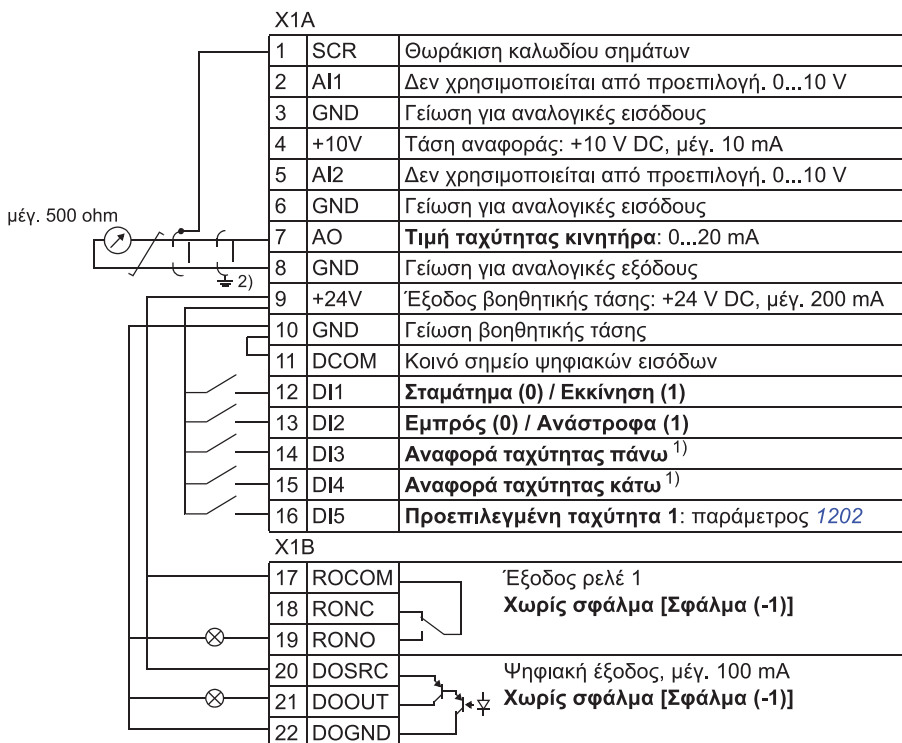 X1A
1 SCR Θωράκιση καλωδίου σημάτων
2 AI1 Δεν χρησιμοποιείται από προεπιλογή. 0...10 V
3 GND Γείωση για αναλογικές εισόδους
4 +10V Τάση αναφοράς: +10 V DC, μέγ. 10 mA
5 AI2 Δεν χρησιμοποιείται από προεπιλογή. 0...10 V
6 GND Γείωση για αναλογικές εισόδους
μέγ. 500 ohm
7 AO Τιμή ταχύτητας κινητήρα: 0...20 mA
8 GND Γείωση για αναλογικές εξόδους
2)
9 +24V Έξοδος βοηθητικής τάσης: +24 V DC, μέγ. 200 mA
10 GND Γείωση βοηθητικής τάσης
11 DCOM Κοινό σημείο ψηφιακών εισόδων
12 DI1 Σταμάτημα (0) / Εκκίνηση (1)
13 DI2 Εμπρός (0) / Ανάστροφα (1)
14 DI3 Αναφορά ταχύτητας πάνω 1)
15 DI4 Αναφορά ταχύτητας κάτω 1)
16 DI5 Προεπιλεγμένη ταχύτητα 1: παράμετρος 1202
X1B
17 ROCOM Έξοδος ρελέ 1
18 RONC Χωρίς σφάλμα [Σφάλμα (-1)]
19 RONO
20 DOSRC Ψηφιακή έξοδος, μέγ. 100 mA
21 DOOUT Χωρίς σφάλμα [Σφάλμα (-1)]
22 DOGND